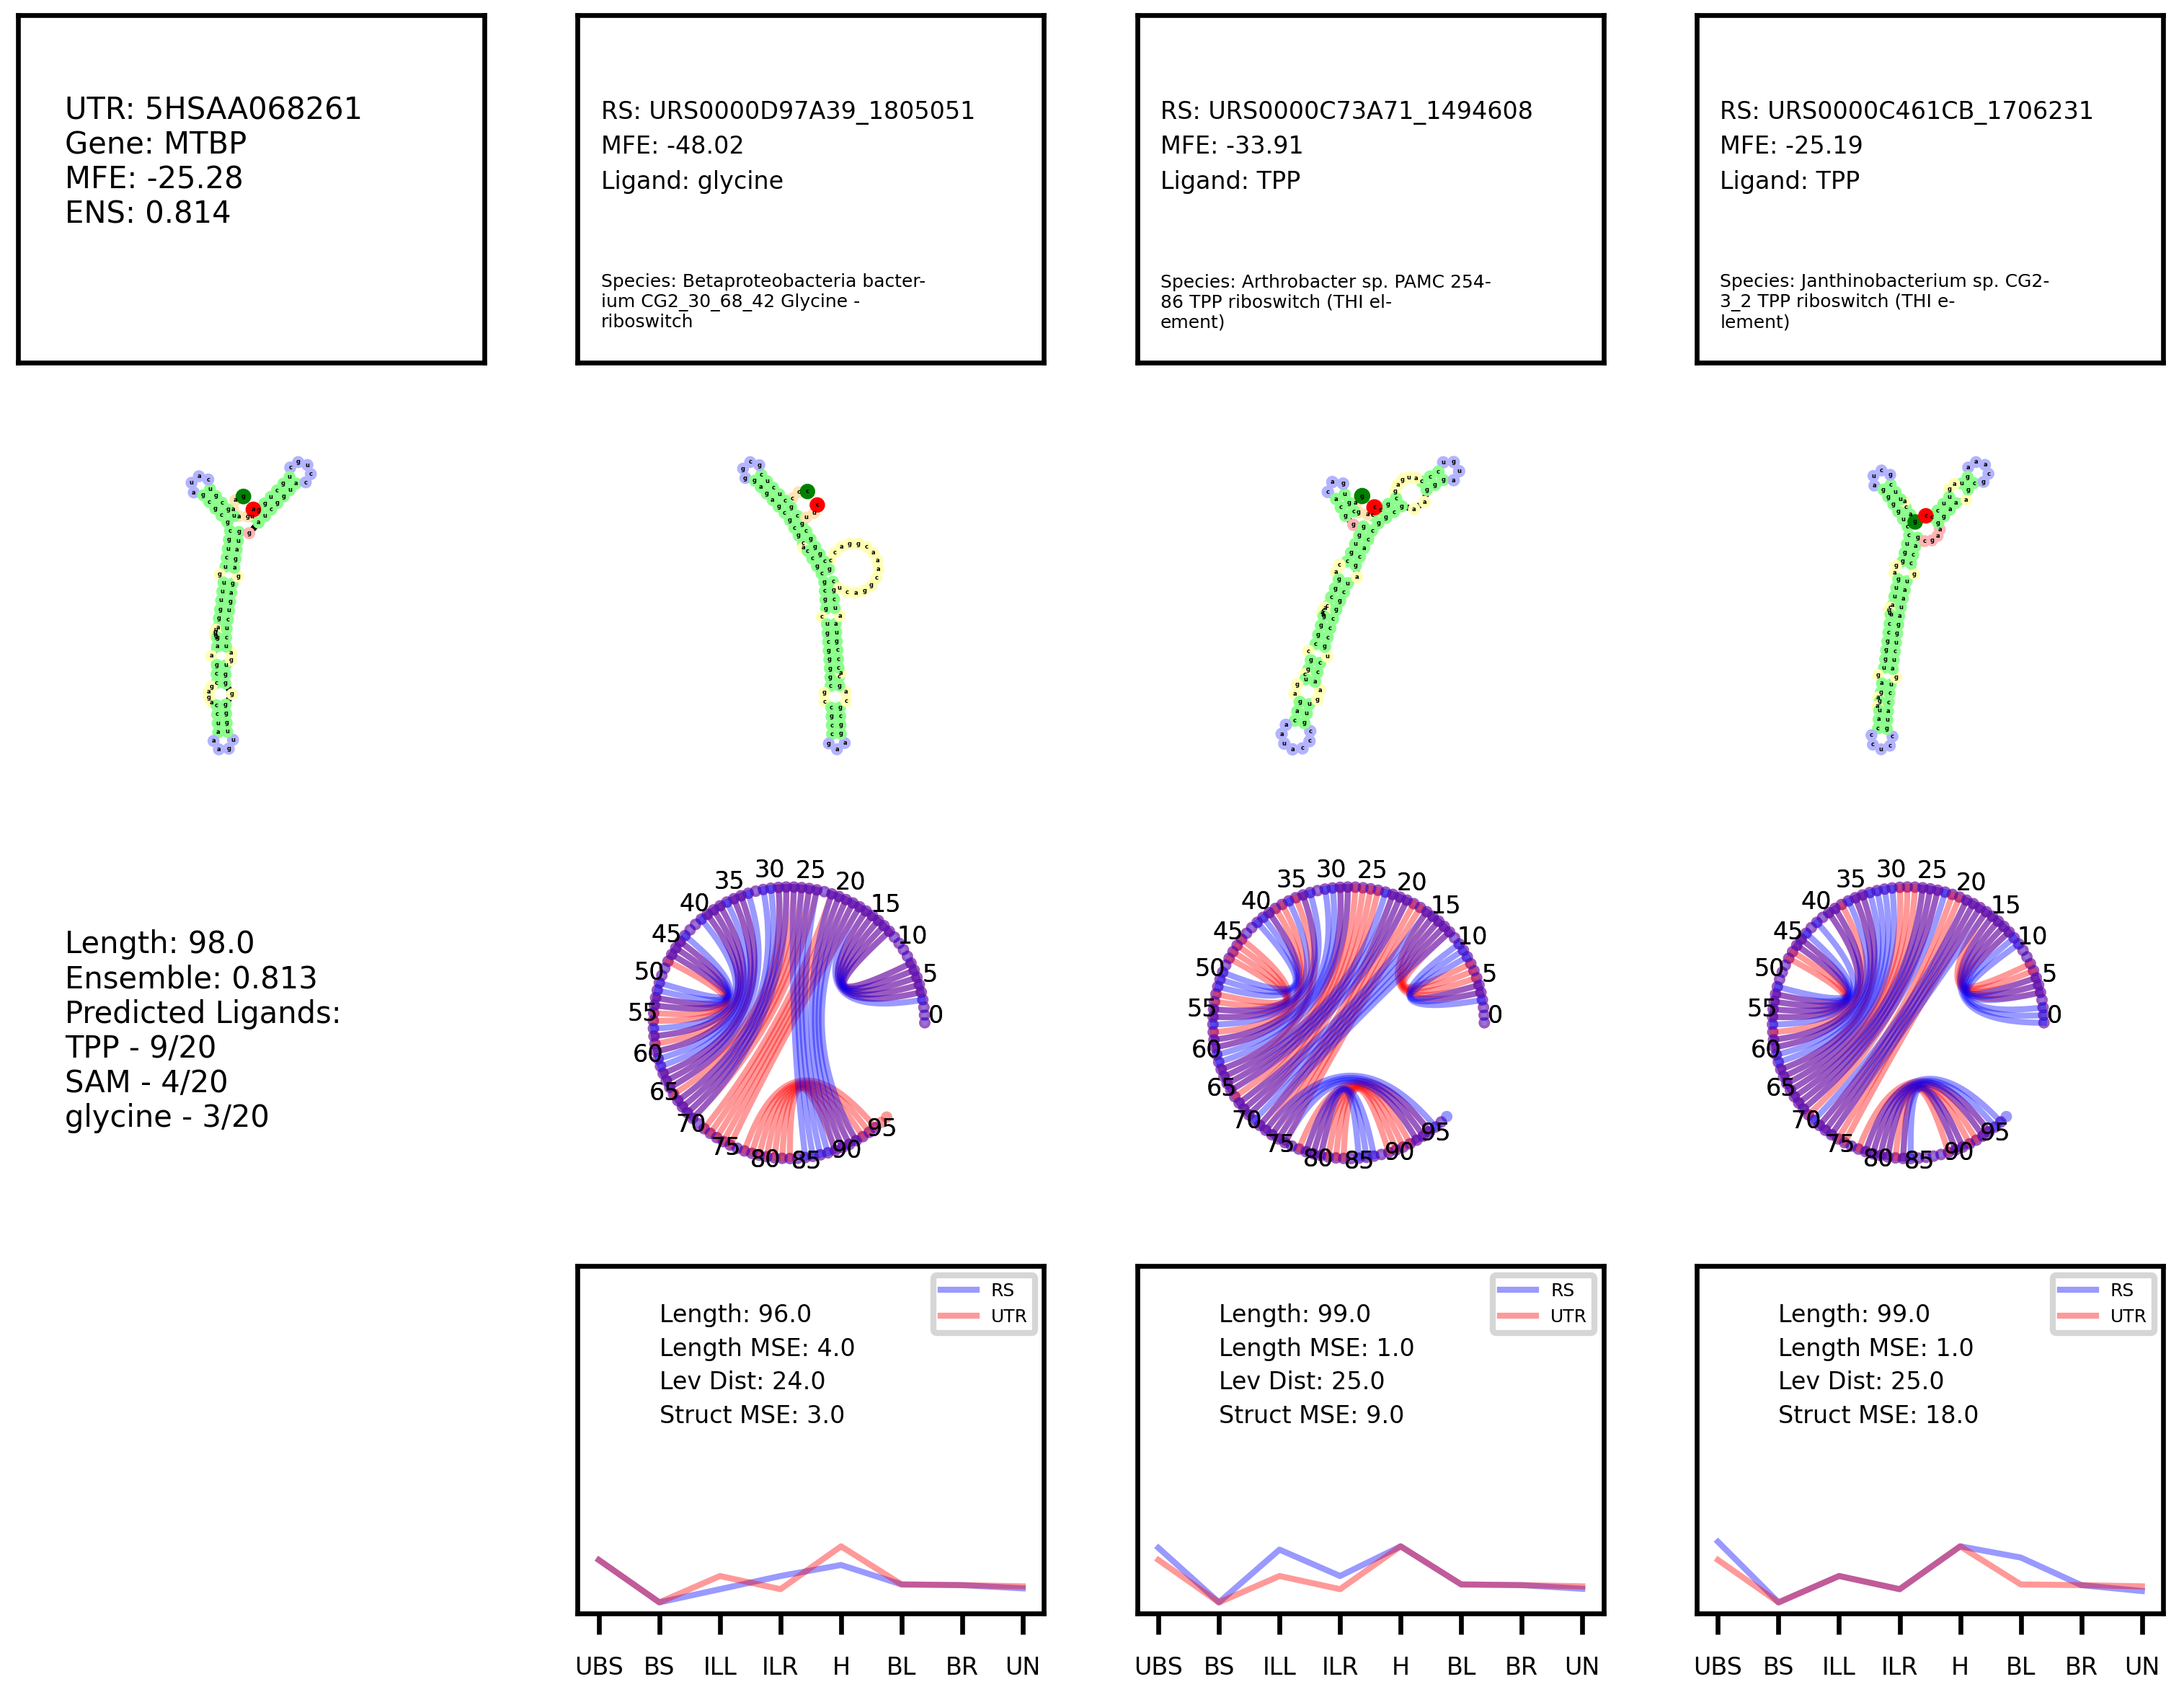 UTR: 5HSAA068261
Gene: MTBP
MFE: -25.28
ENS: 0.814
RS: URS0000D97A39_1805051
MFE: -48.02
Ligand: glycine
Species: Betaproteobacteria bacter-
ium CG2_30_68_42 Glycine -
riboswitch
RS: URS0000C73A71_1494608
MFE: -33.91
Ligand: TPP
Species: Arthrobacter sp. PAMC 254-
86 TPP riboswitch (THI el-
ement)
RS: URS0000C461CB_1706231
MFE: -25.19
Ligand: TPP
Species: Janthinobacterium sp. CG2-
3_2 TPP riboswitch (THI e-
lement)
Length: 98.0
Ensemble: 0.813
Predicted Ligands:
TPP - 9/20
SAM - 4/20
glycine - 3/20
0 5 10 15 20 25 30 35 40 45 50 55 60 65 70 75 80 85 90 95
0 5 10 15 20 25 30 35 40 45 50 55 60 65 70 75 80 85 90 95
0 5 10 15 20 25 30 35 40 45 50 55 60 65 70 75 80 85 90 95
RS
UTR
Length: 96.0
Length MSE: 4.0
Lev Dist: 24.0
Struct MSE: 3.0
UBS BS ILL ILR H BL BR UN
RS
UTR
Length: 99.0
Length MSE: 1.0
Lev Dist: 25.0
Struct MSE: 9.0
UBS BS ILL ILR H BL BR UN
RS
UTR
Length: 99.0
Length MSE: 1.0
Lev Dist: 25.0
Struct MSE: 18.0
UBS BS ILL ILR H BL BR UN